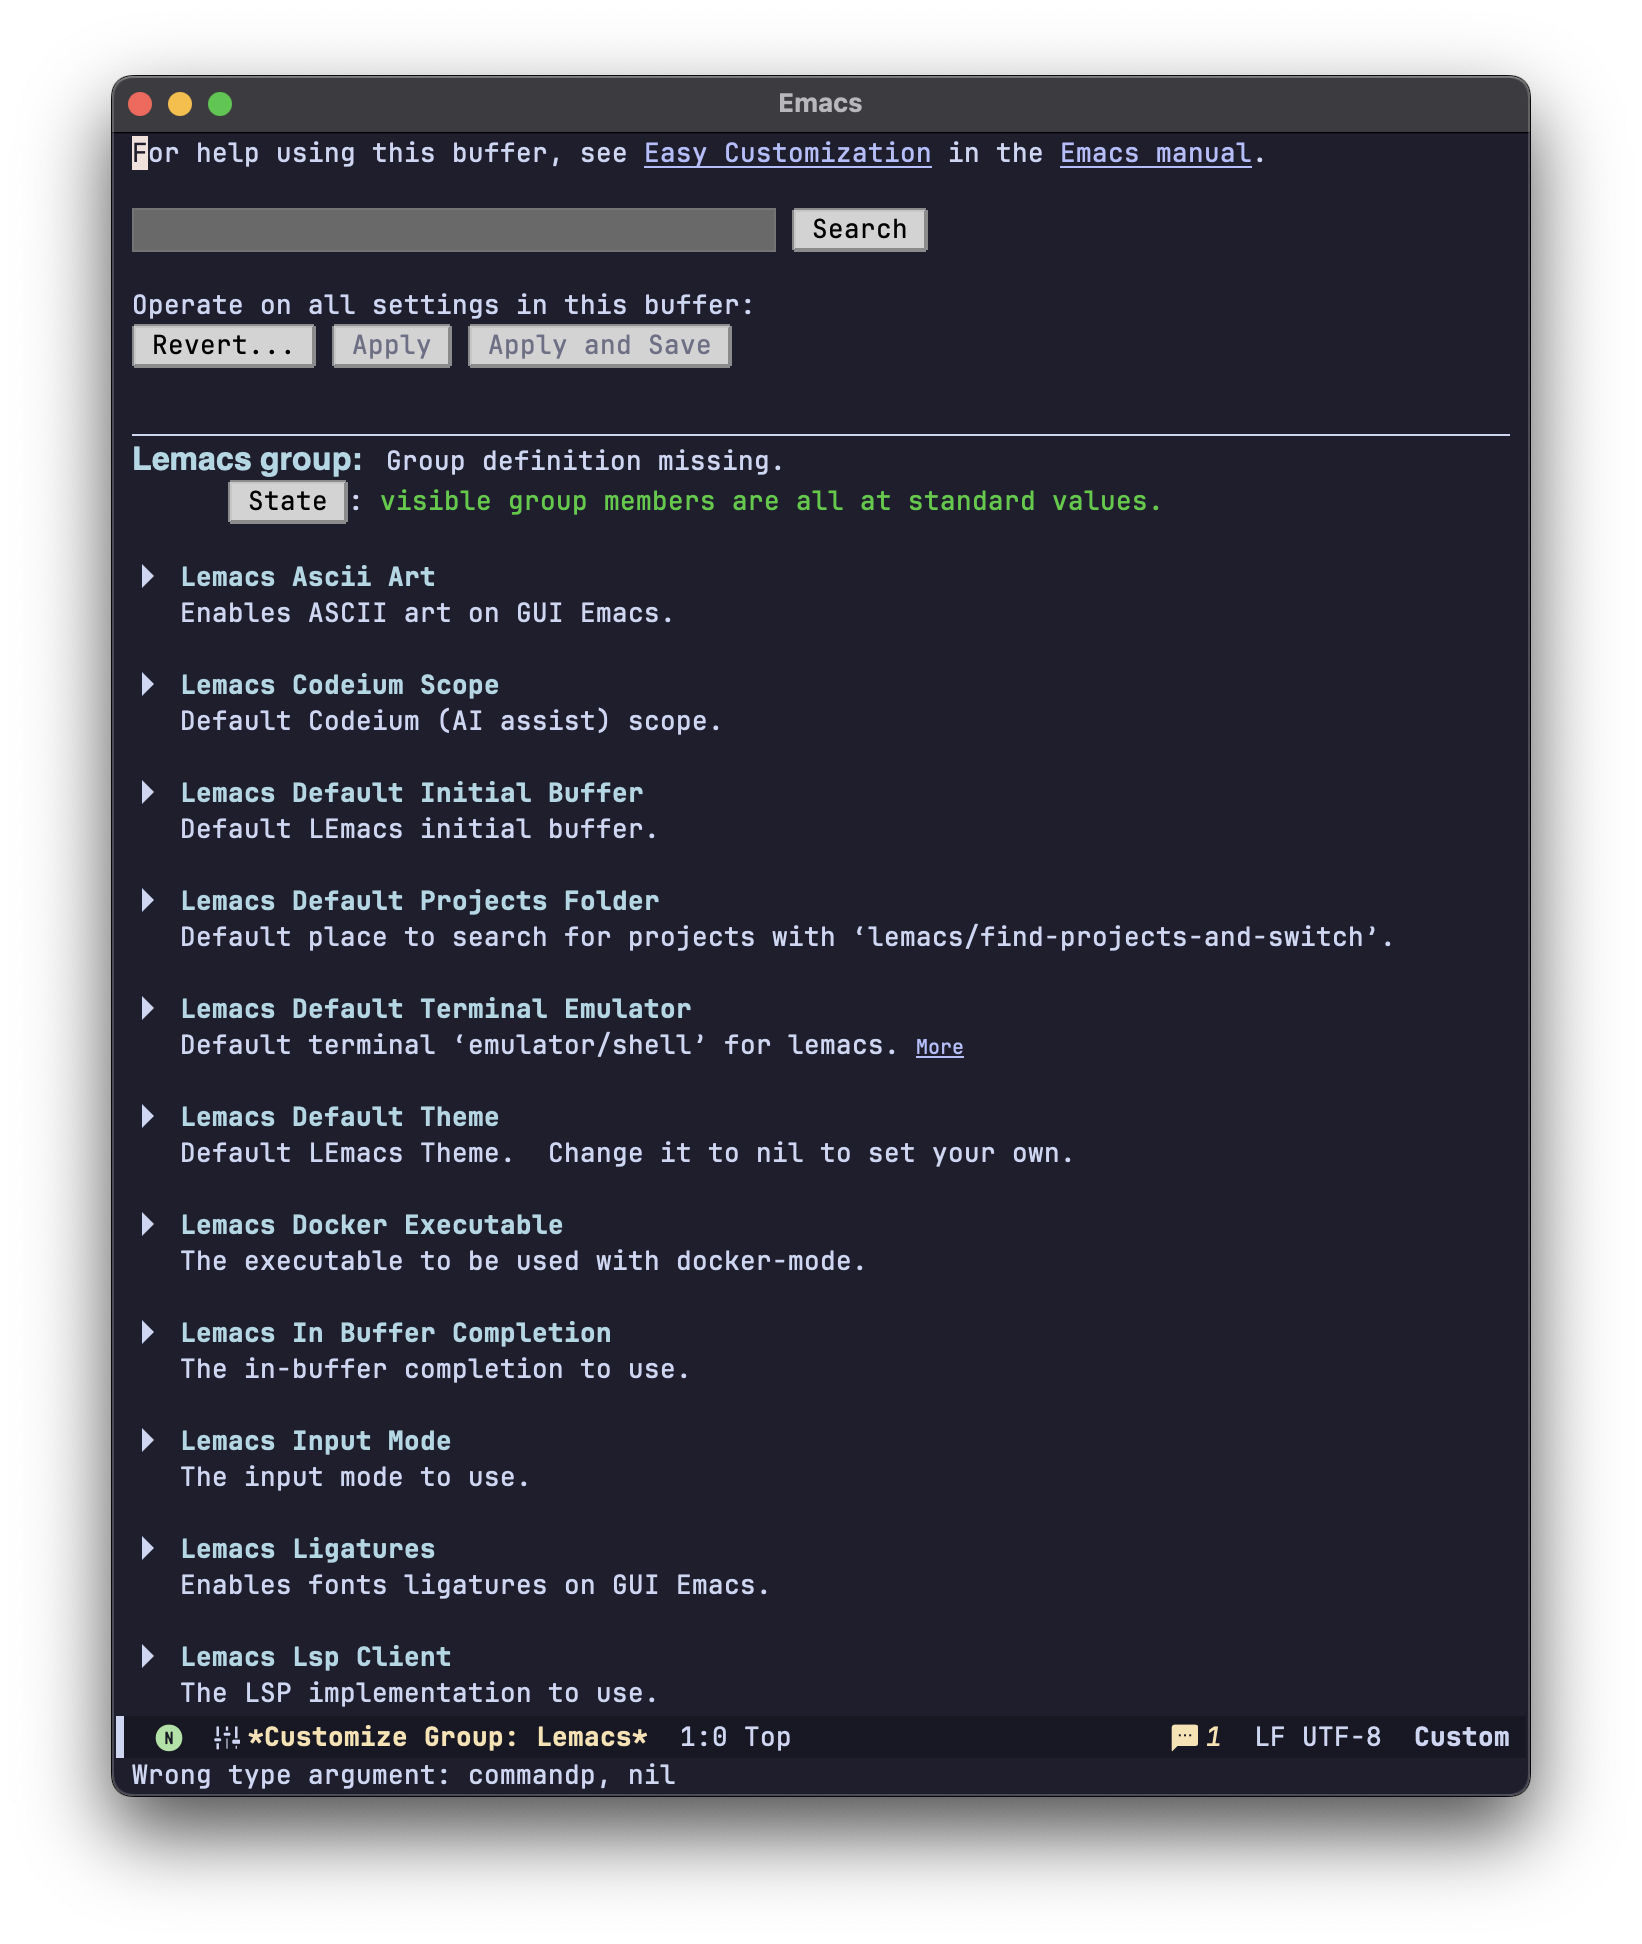 Emacs
For help using this buffer, see Easy Customization in the Emacs manual.
Search
Operate on all settings in this buffer:
Revert... Apply Apply and Save
Lemacs group: Group definition missing.
State : visible group members are all at standard values.
Lemacs Ascii Art
Enables ASCII art on GUI Emacs.
Lemacs Codeium Scope
Default Codeium (AI assist) scope.
Lemacs Default Initial Buffer
Default LEmacs initial buffer.
Lemacs Default Projects Folder
Default place to search for projects with ‘lemacs/find-projects-and-switch’.
Lemacs Default Terminal Emulator
Default terminal ‘emulator/shell’ for lemacs. More
Lemacs Default Theme
Default LEmacs Theme.  Change it to nil to set your own.
Lemacs Docker Executable
The executable to be used with docker-mode.
Lemacs In Buffer Completion
The in-buffer completion to use.
Lemacs Input Mode
The input mode to use.
Lemacs Ligatures
Enables fonts ligatures on GUI Emacs.
Lemacs Lsp Client
The LSP implementation to use.
N *Customize Group: Lemacs* 1:0 Top 1 LF UTF-8 Custom
Wrong type argument: commandp, nil